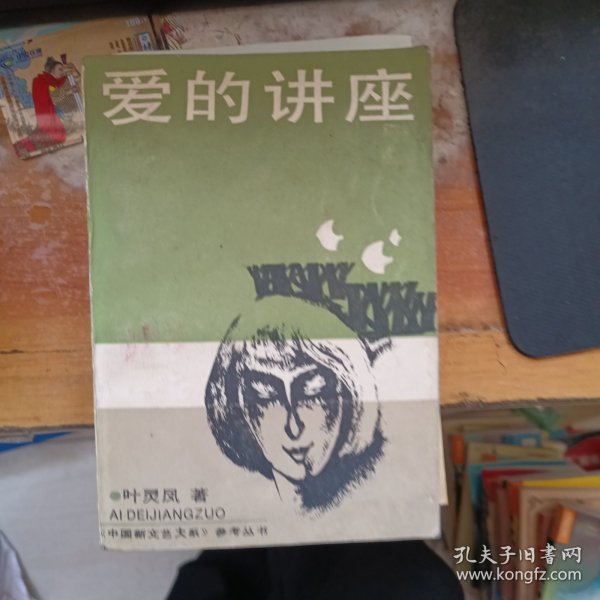 爱的讲座
叶灵凤 著
AI DEIJIANGZUO
《中国新文艺大系》参考丛书
孔夫子旧书网
www.kongfz.com